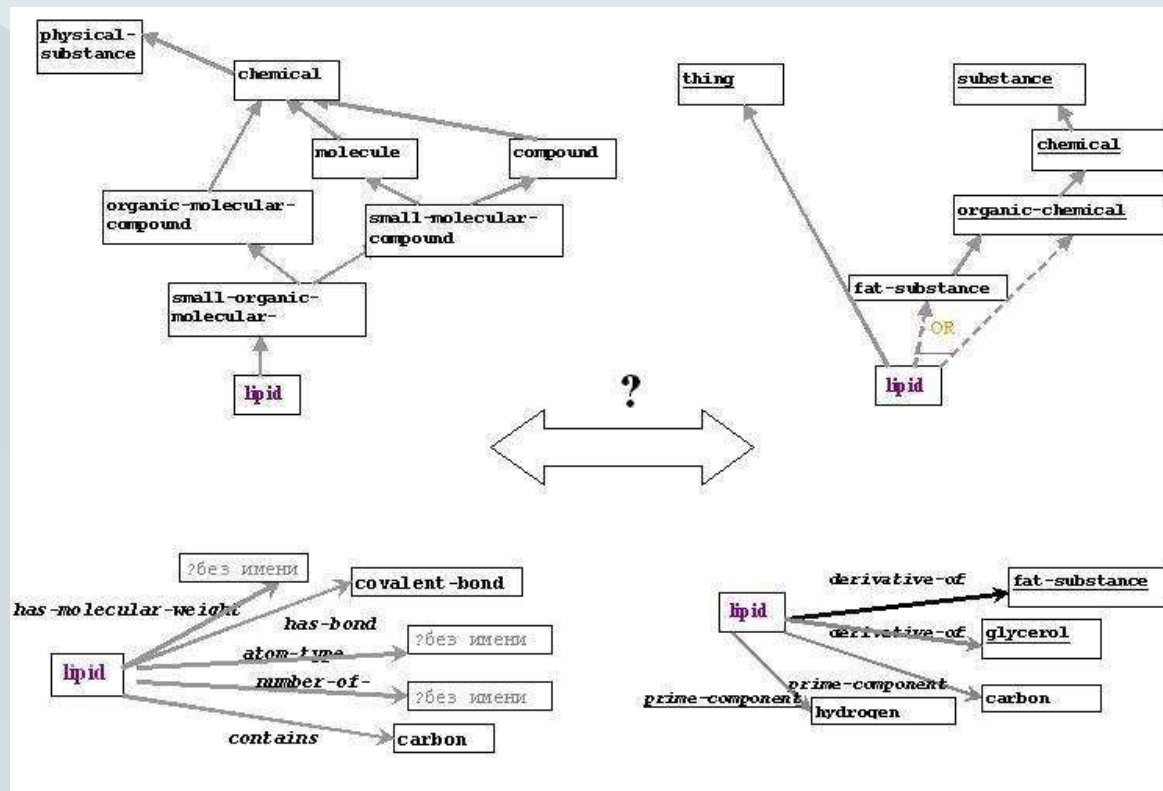 physical-
substance
chemical
molecule
compound
organic-molecular-
compound
small-molecular-
compound
small-organic-
molecular-
lipid
thing
substance
chemical
organic-chemical
fat-substance
OR
lipid
?
?без имени
covalent-bond
has-molecular-weight
has-bond
?без имени
atom-type
lipid
number-of-
?без имени
contains
carbon
derivative-of
fat-substance
lipid
derivative-of
glycerol
prime-component
prime-component
carbon
hydrogen